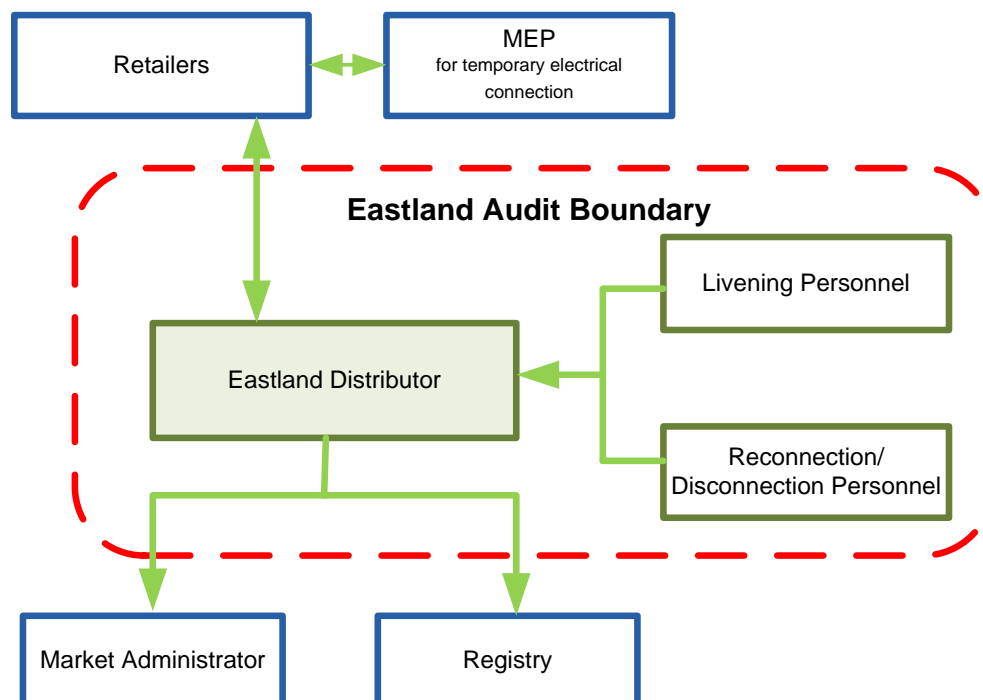 Retailers
MEP
for temporary electrical
connection
Eastland Audit Boundary
Livening Personnel
Eastland Distributor
Reconnection/
Disconnection Personnel
Market Administrator
Registry